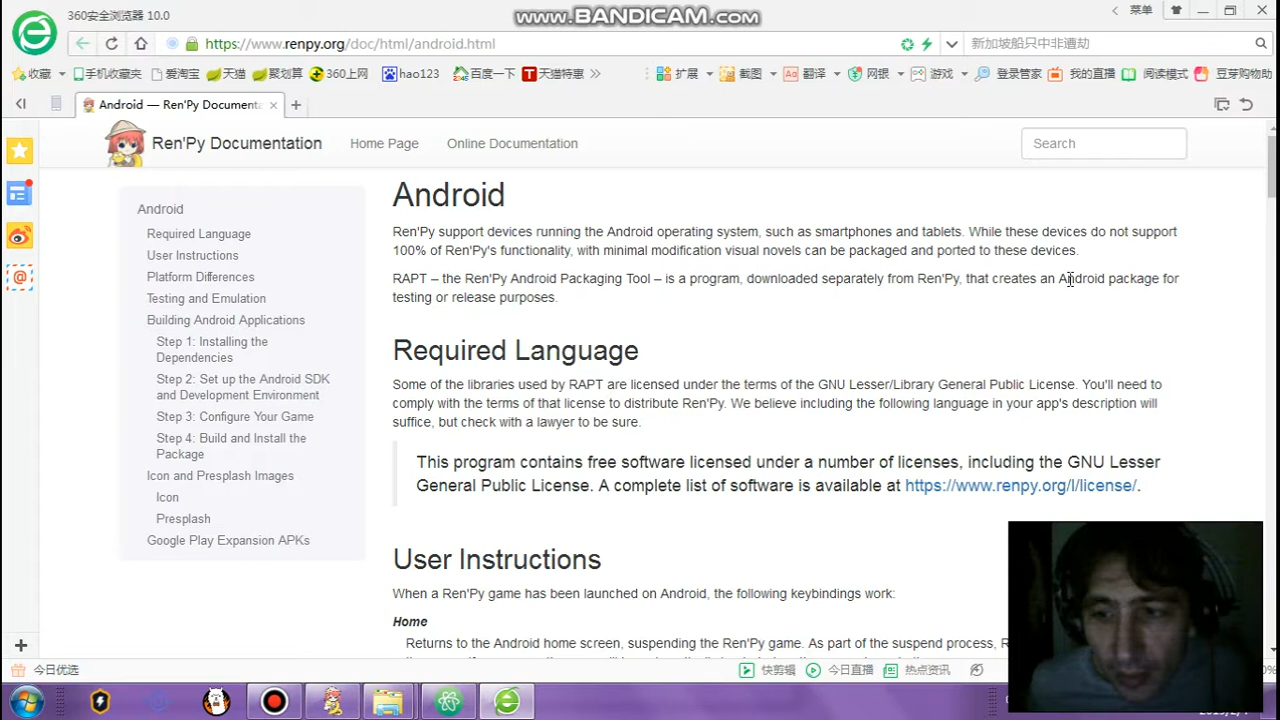 360安全浏览器 10.0
www.BANDICAM.com
菜单
https://www.renpy.org/doc/html/android.html
新加坡船只中非遭劫
收藏 手机收藏夹 爱淘宝 天猫 聚划算 360上网 hao123 百度一下 天猫特惠 扩展 截图 翻译 网银 游戏 登录管家 我的直播 阅读模式 豆芽购物助
Android — Ren'Py Documenta
Ren'Py Documentation Home Page Online Documentation Search
Android
Required Language
User Instructions
Platform Differences
Testing and Emulation
Building Android Applications
Step 1: Installing the
Dependencies
Step 2: Set up the Android SDK
and Development Environment
Step 3: Configure Your Game
Step 4: Build and Install the
Package
Icon and Presplash Images
Icon
Presplash
Google Play Expansion APKs
Android
Ren'Py support devices running the Android operating system, such as smartphones and tablets. While these devices do not support
100% of Ren'Py's functionality, with minimal modification visual novels can be packaged and ported to these devices.
RAPT – the Ren'Py Android Packaging Tool – is a program, downloaded separately from Ren'Py, that creates an Android package for
testing or release purposes.
Required Language
Some of the libraries used by RAPT are licensed under the terms of the GNU Lesser/Library General Public License. You'll need to
comply with the terms of that license to distribute Ren'Py. We believe including the following language in your app's description will
suffice, but check with a lawyer to be sure.
This program contains free software licensed under a number of licenses, including the GNU Lesser
General Public License. A complete list of software is available at https://www.renpy.org/l/license/.
User Instructions
When a Ren'Py game has been launched on Android, the following keybindings work:
Home
Returns to the Android home screen, suspending the Ren'Py game. As part of the suspend process, R
今日优选 快剪辑 今日直播 热点资讯